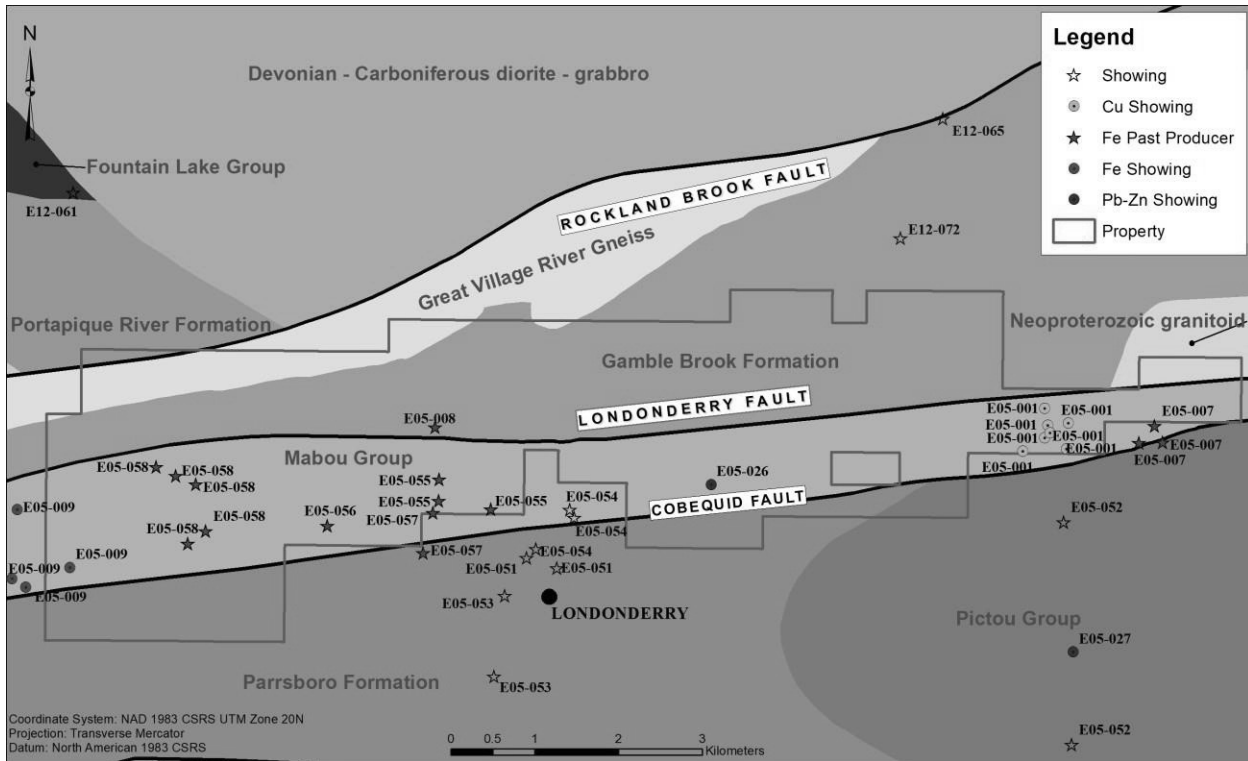 N
Devonian - Carboniferous diorite - grabbro
Fountain Lake Group
E12-061
E12-065
ROCKLAND BROOK FAULT
E12-072
Great Village River Gneiss
Portapique River Formation
Neoproterozoic granitoid
Gamble Brook Formation
LONDONDERRY FAULT
E05-008
E05-001
E05-001
E05-001
E05-001
E05-001
E05-001
E05-001
E05-007
E05-007
E05-007
Mabou Group
E05-058
E05-058
E05-058
E05-055
E05-026
E05-009
E05-055
E05-055
E05-054
COBEQUID FAULT
E05-058
E05-058
E05-056
E05-057
E05-054
E05-052
E05-009
E05-009
E05-009
E05-057
E05-054
E05-051
E05-051
E05-053
LONDONDERRY
Pictou Group
E05-027
Parrsboro Formation
E05-053
E05-052
Legend
Showing
Cu Showing
Fe Past Producer
Fe Showing
Pb-Zn Showing
Property
Coordinate System: NAD 1983 CSRS UTM Zone 20N
Projection: Transverse Mercator
Datum: North American 1983 CSRS
0 0.5 1 2 3
Kilometers